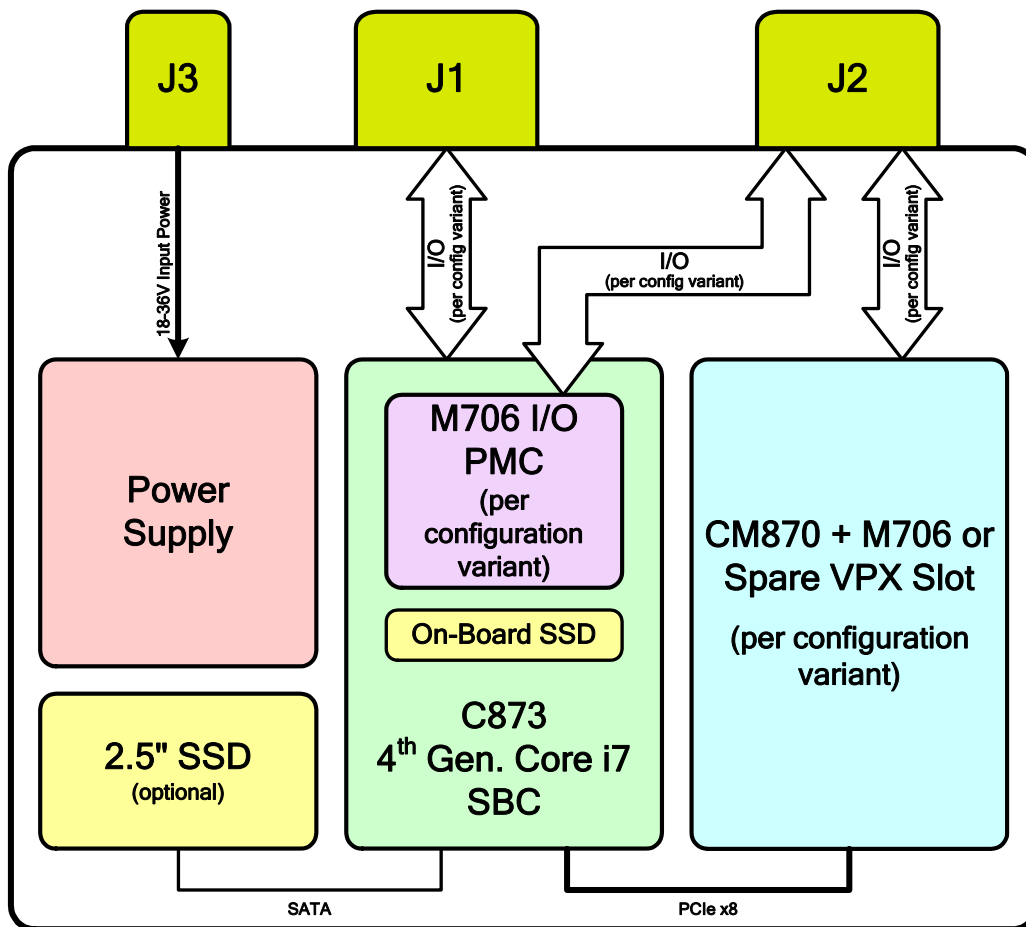 J3
J1
J2
18-36V Input Power
I/O
(per config variant)
I/O
(per config variant)
I/O
(per config variant)
Power
Supply
2.5" SSD
(optional)
M706 I/O
PMC
(per
configuration
variant)
On-Board SSD
C873
4th Gen. Core i7
SBC
CM870 + M706 or
Spare VPX Slot
(per configuration
variant)
SATA
PCIe x8